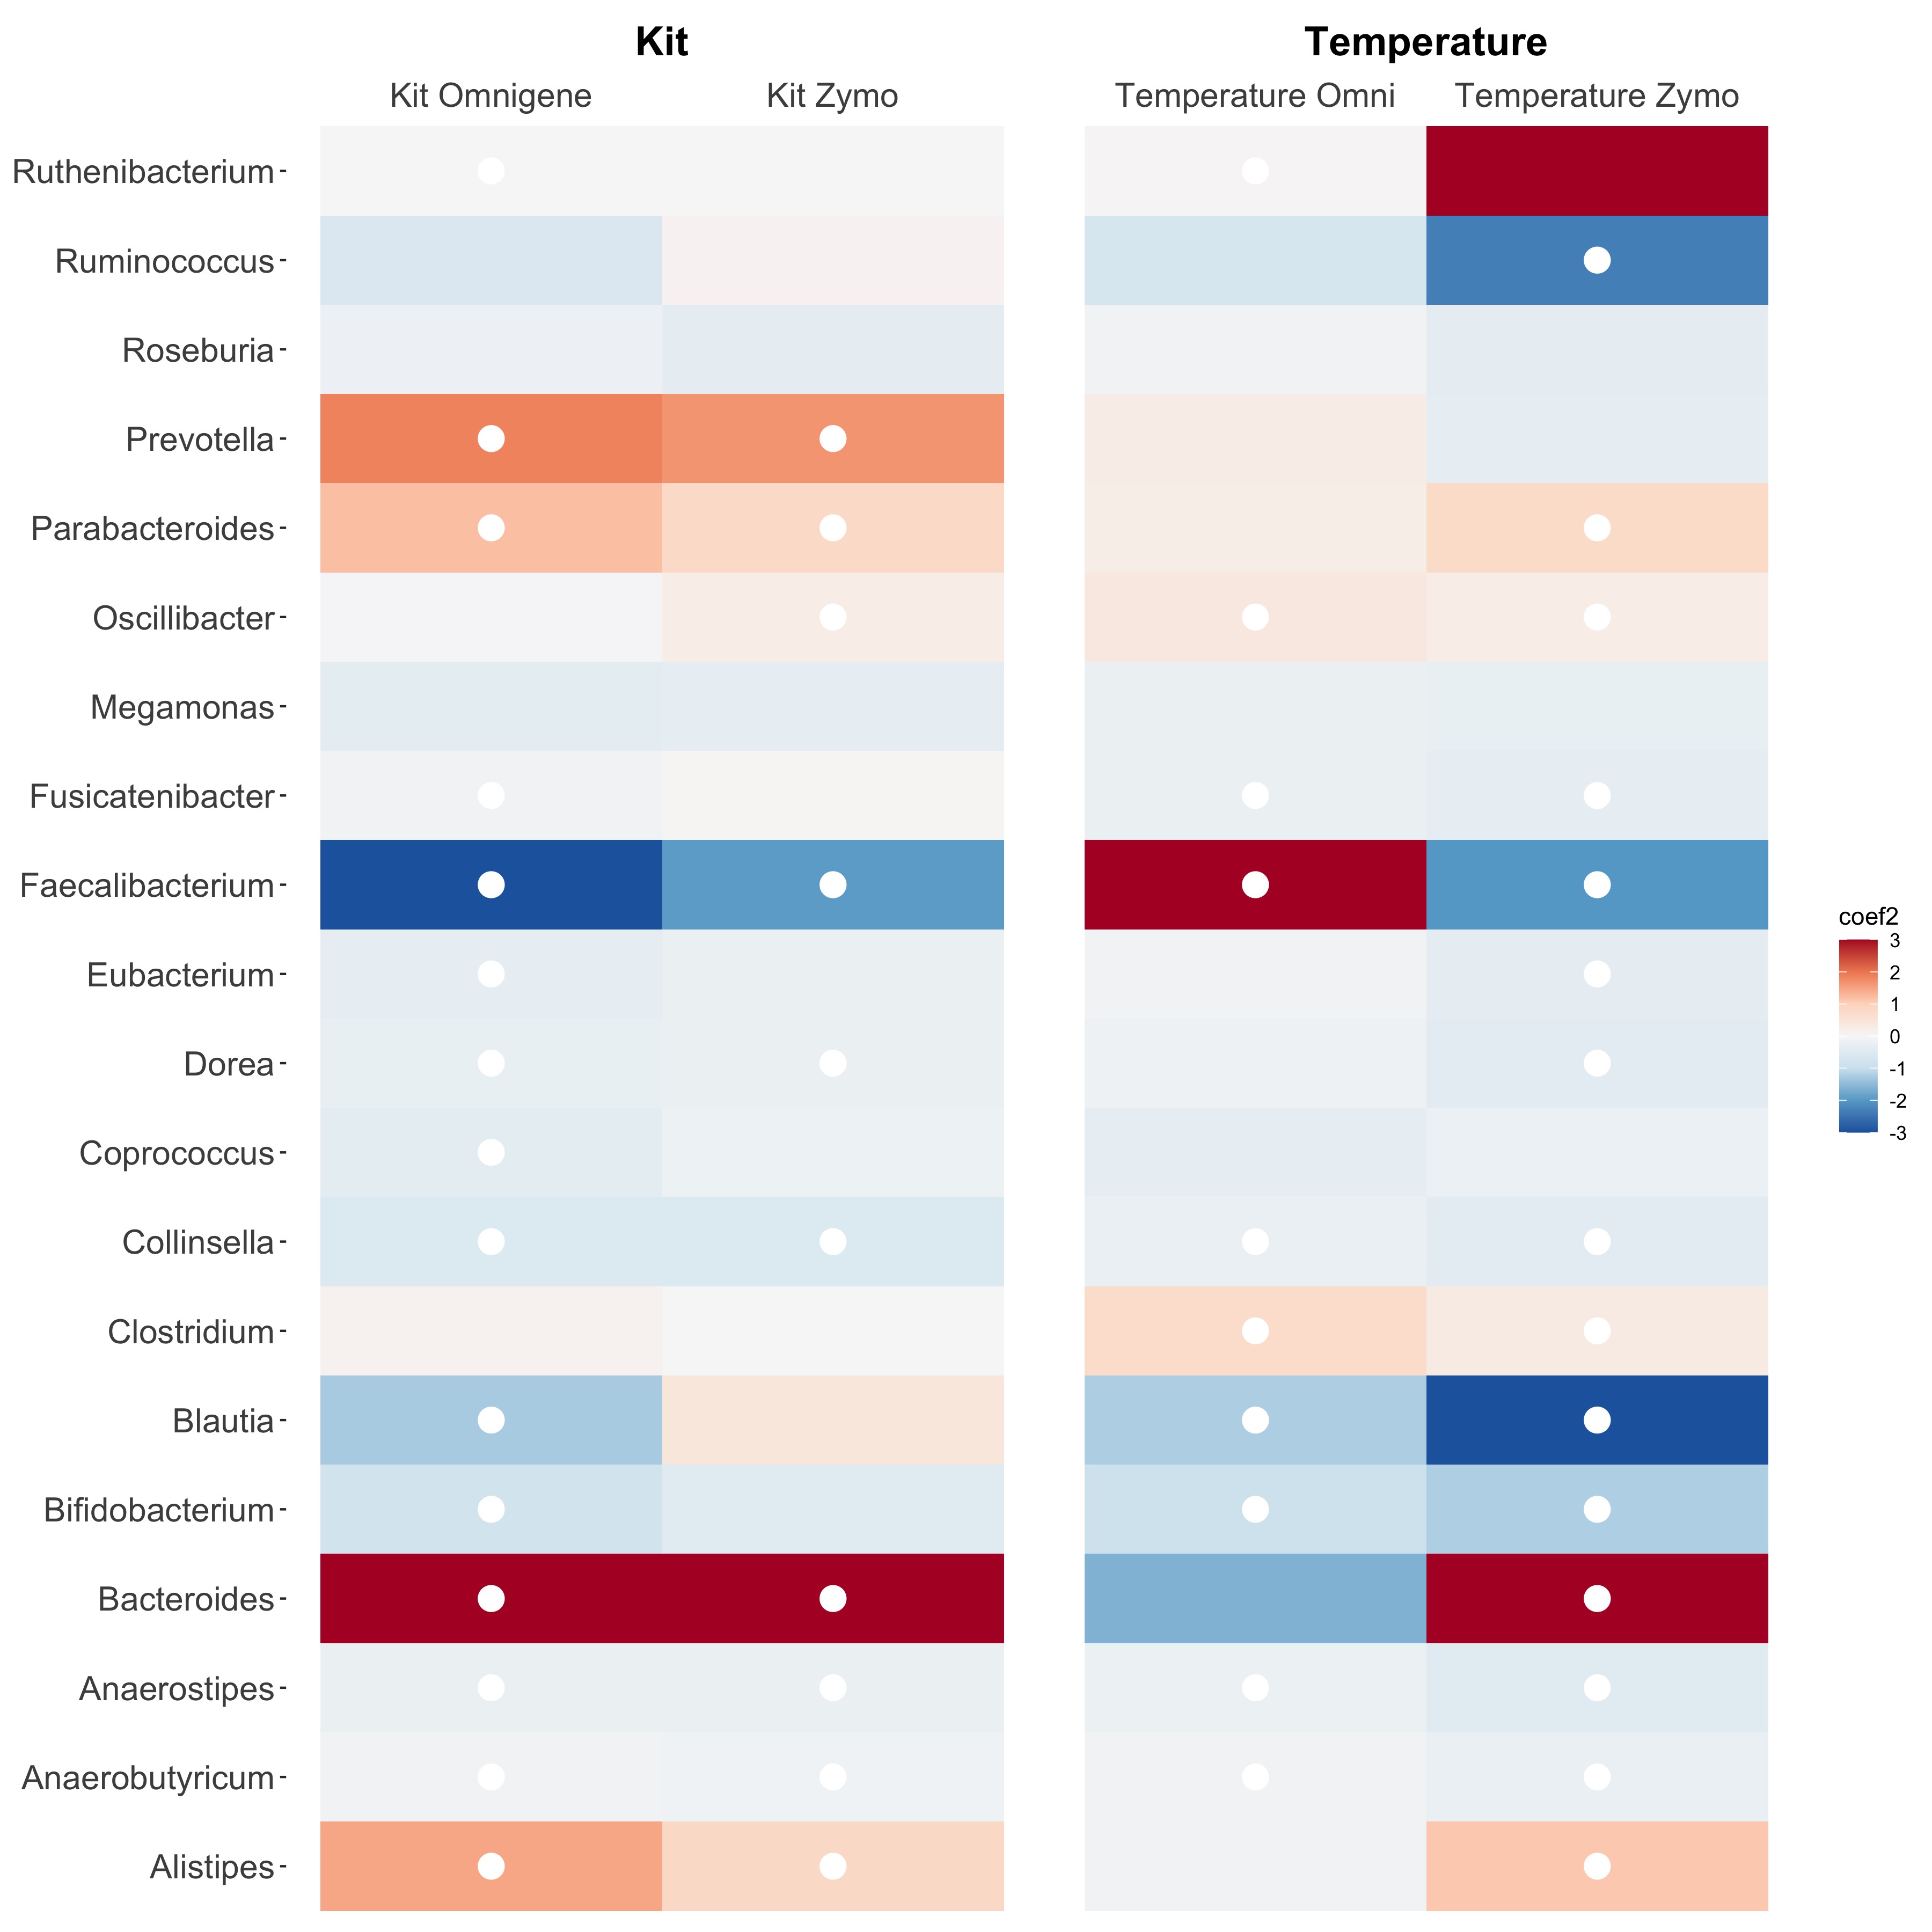 Kit
Temperature
Kit Omnigene
Kit Zymo
Temperature Omni
Temperature Zymo
Ruthenibacterium
Ruminococcus
Roseburia
Prevotella
Parabacteroides
Oscillibacter
Megamonas
Fusicatenibacter
Faecalibacterium
Eubacterium
Dorea
Coprococcus
Collinsella
Clostridium
Blautia
Bifidobacterium
Bacteroides
Anaerostipes
Anaerobutyricum
Alistipes
coef2
3
2
1
0
-1
-2
-3